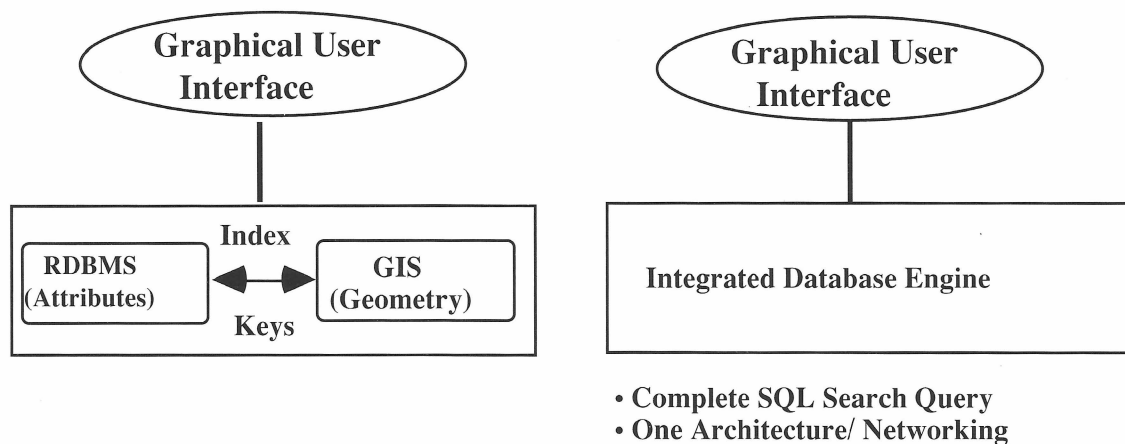 Graphical User
Interface
Index
RDBMS
(Attributes)
GIS
(Geometry)
Keys
Graphical User
Interface
Integrated Database Engine
• Complete SQL Search Query
• One Architecture/ Networking